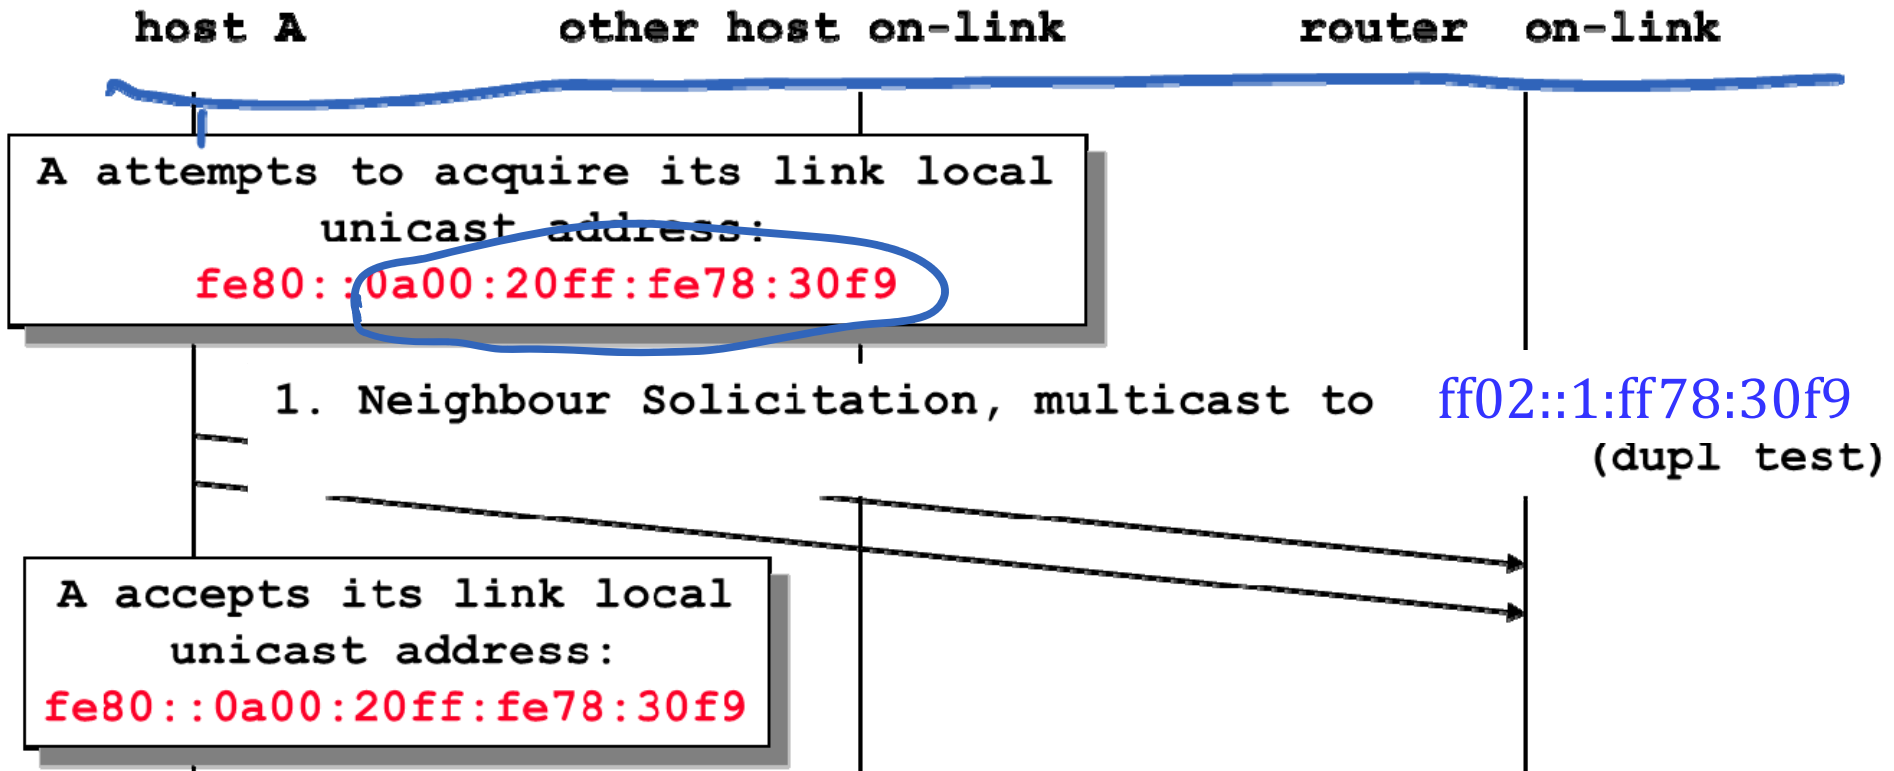 host A other host on-link router on-link
A attempts to acquire its link local
unicast address:
fe80::0a00:20ff:fe78:30f9
1. Neighbour Solicitation, multicast to ff02::1:ff78:30f9
(dupl test)
A accepts its link local
unicast address:
fe80::0a00:20ff:fe78:30f9